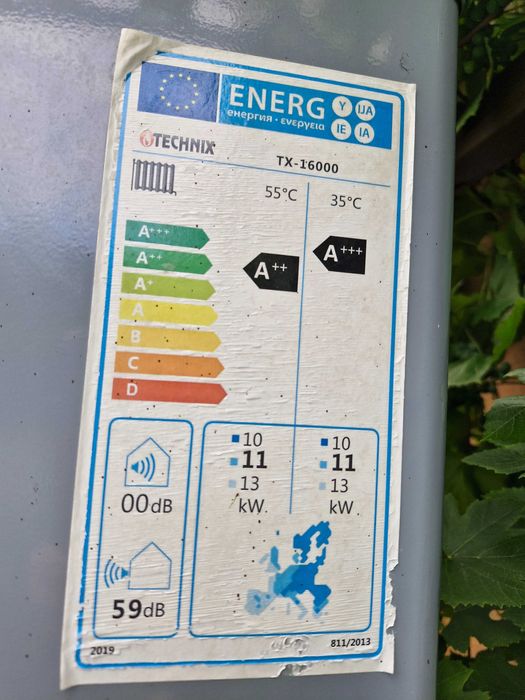 ENERG Y IJA
енергия · ενεργεια IE IA
TECHNIX
TX-16000
55°C 35°C
A+++
A++
A+
A
B
C
D
A++
A+++
00dB
59dB
10
11
13
kW
10
11
13
kW
2019
811/2013